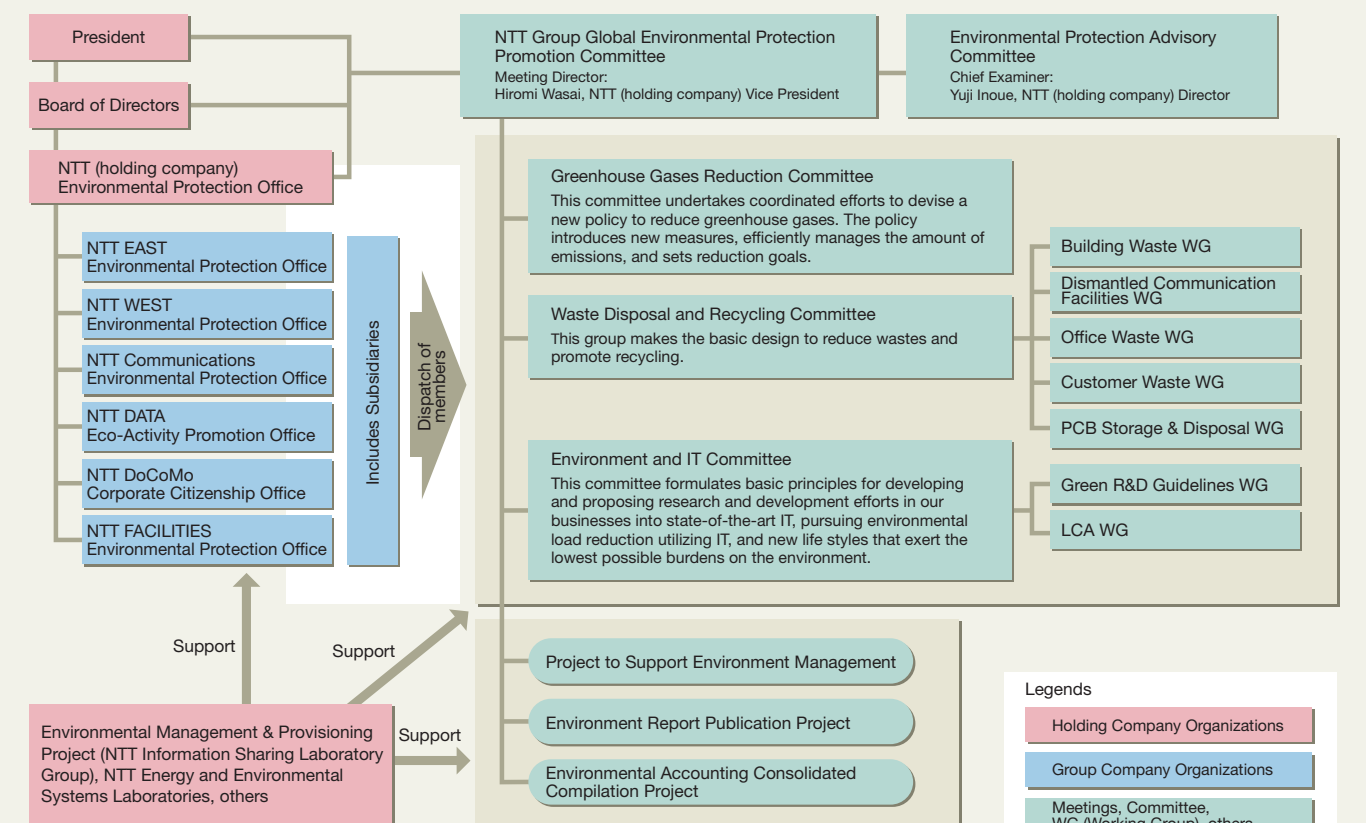 President
Board of Directors
NTT (holding company)
Environmental Protection Office
NTT Group Global Environmental Protection
Promotion Committee
Meeting Director:
Hiromi Wasai, NTT (holding company) Vice President
Environmental Protection Advisory
Committee
Chief Examiner:
Yuji Inoue, NTT (holding company) Director
NTT EAST
Environmental Protection Office
NTT WEST
Environmental Protection Office
NTT Communications
Environmental Protection Office
NTT DATA
Eco-Activity Promotion Office
NTT DoCoMo
Corporate Citizenship Office
NTT FACILITIES
Environmental Protection Office
Includes Subsidiaries
Dispatch of
members
Greenhouse Gases Reduction Committee
This committee undertakes coordinated efforts to devise a
new policy to reduce greenhouse gases. The policy
introduces new measures, efficiently manages the amount of
emissions, and sets reduction goals.
Waste Disposal and Recycling Committee
This group makes the basic design to reduce wastes and
promote recycling.
Building Waste WG
Dismantled Communication
Facilities WG
Office Waste WG
Customer Waste WG
PCB Storage & Disposal WG
Environment and IT Committee
This committee formulates basic principles for developing
and proposing research and development efforts in our
businesses into state-of-the-art IT, pursuing environmental
load reduction utilizing IT, and new life styles that exert the
lowest possible burdens on the environment.
Green R&D Guidelines WG
LCA WG
Support
Support
Support
Environmental Management & Provisioning
Project (NTT Information Sharing Laboratory
Group), NTT Energy and Environmental
Systems Laboratories, others
Project to Support Environment Management
Environment Report Publication Project
Environmental Accounting Consolidated
Compilation Project
Legends
Holding Company Organizations
Group Company Organizations
Meetings, Committee,
WG (Working Group), others